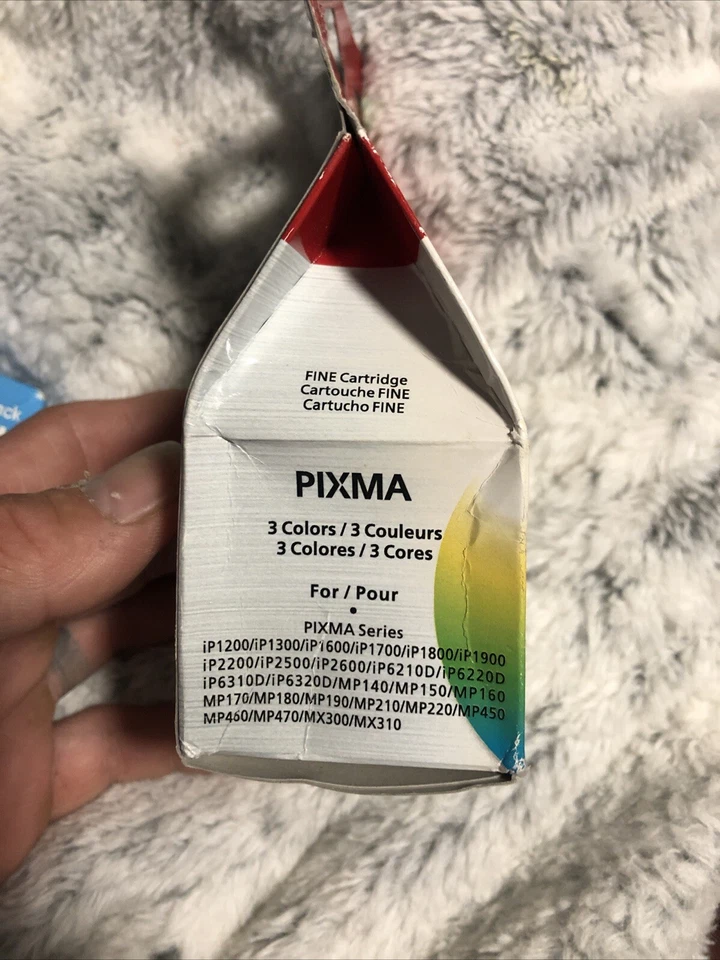 ack
FINE Cartridge
Cartouche FINE
Cartucho FINE
PIXMA
3 Colors / 3 Couleurs
3 Colores / 3 Cores
For / Pour
•
PIXMA Series
iP1200/iP1300/iP1600/iP1700/iP1800/iP1900
iP2200/iP2500/iP2600/iP6210D/iP6220D
iP6310D/iP6320D/MP140/MP150/MP160
MP170/MP180/MP190/MP210/MP220/MP450
MP460/MP470/MX300/MX310